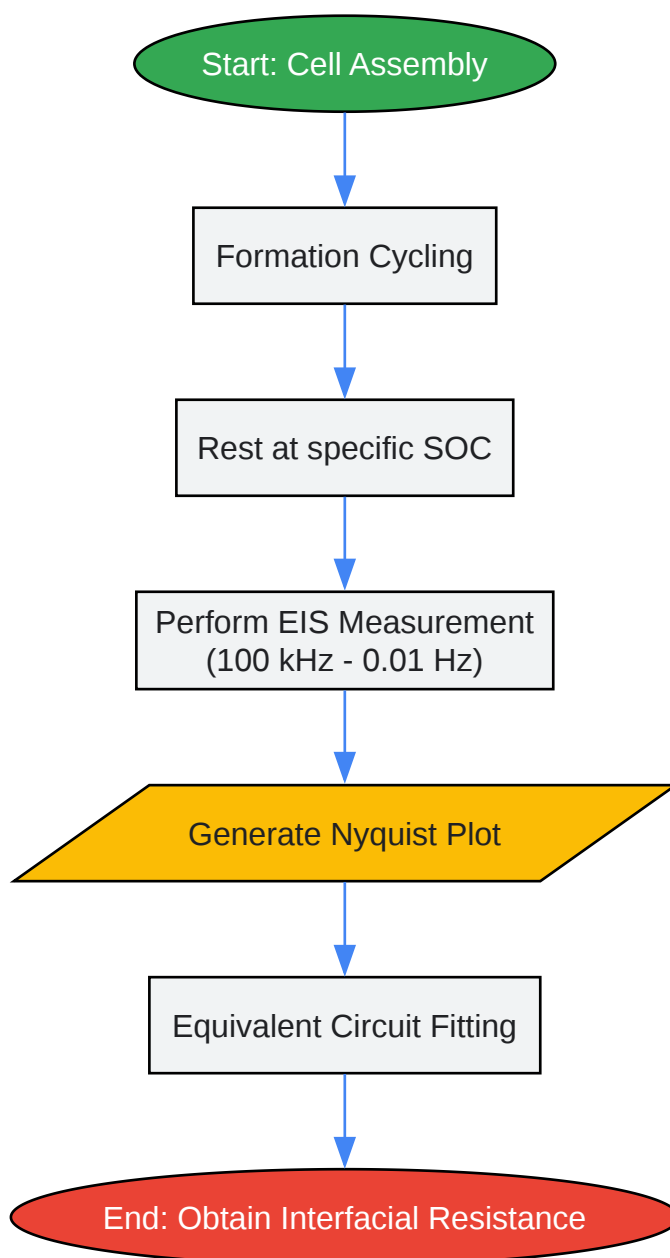 Start: Cell Assembly
Formation Cycling
Rest at specific SOC
Perform EIS Measurement
(100 kHz - 0.01 Hz)
Generate Nyquist Plot
Equivalent Circuit Fitting
End: Obtain Interfacial Resistance